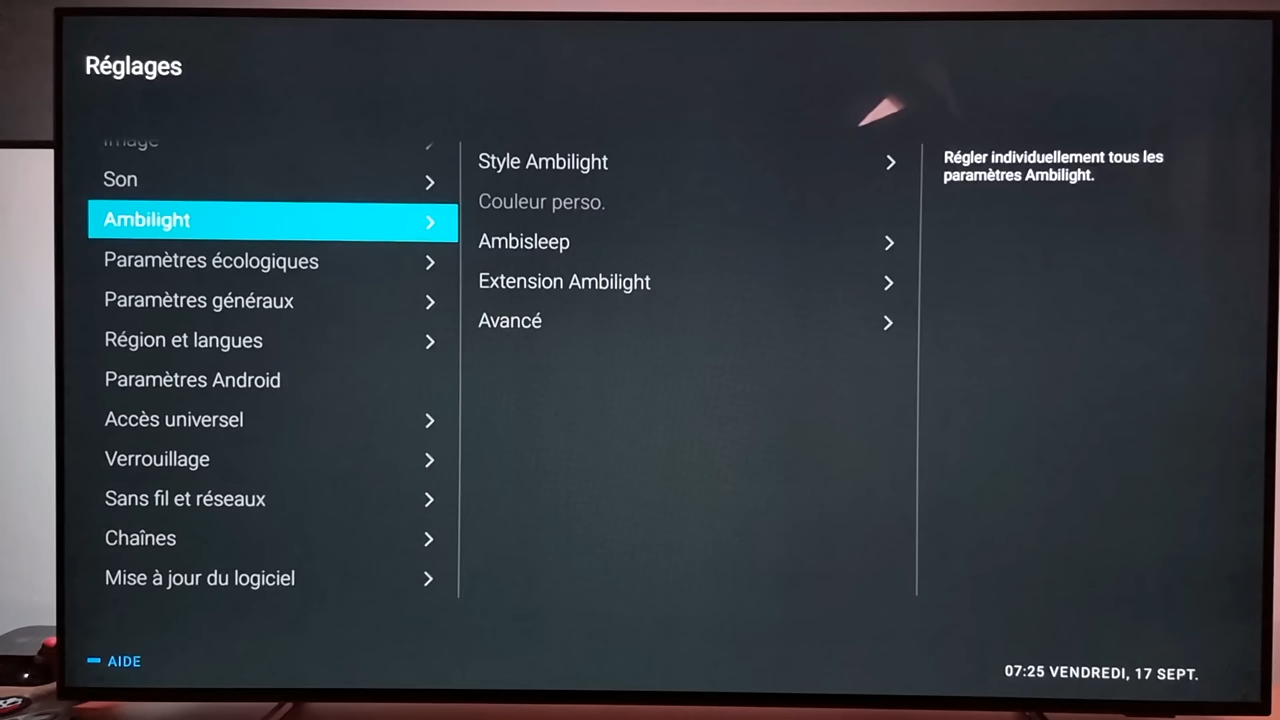 Réglages
Image
Son
Ambilight
Paramètres écologiques
Paramètres généraux
Région et langues
Paramètres Android
Accès universel
Verrouillage
Sans fil et réseaux
Chaînes
Mise à jour du logiciel
Style Ambilight
Couleur perso.
Ambisleep
Extension Ambilight
Avancé
Régler individuellement tous les
paramètres Ambilight.
AIDE
07:25 VENDREDI, 17 SEPT.